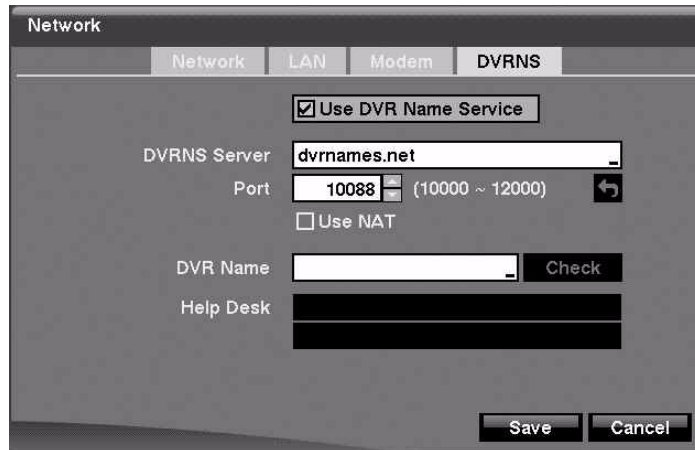 Network
Network LAN Modem DVRNS
Use DVR Name Service
DVRNS Server dvrnames.net
Port 10088 (10000 ~ 12000)
Use NAT
DVR Name Check
Help Desk
Save Cancel